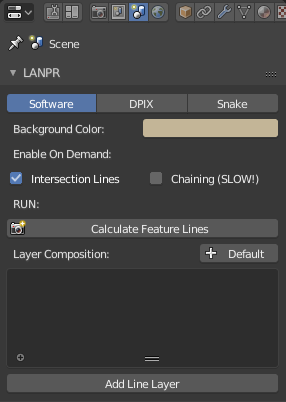 Scene
LANPR
Software DPIX Snake
Background Color:
Enable On Demand:
Intersection Lines Chaining (SLOW!)
RUN:
Calculate Feature Lines
Layer Composition: Default
Add Line Layer